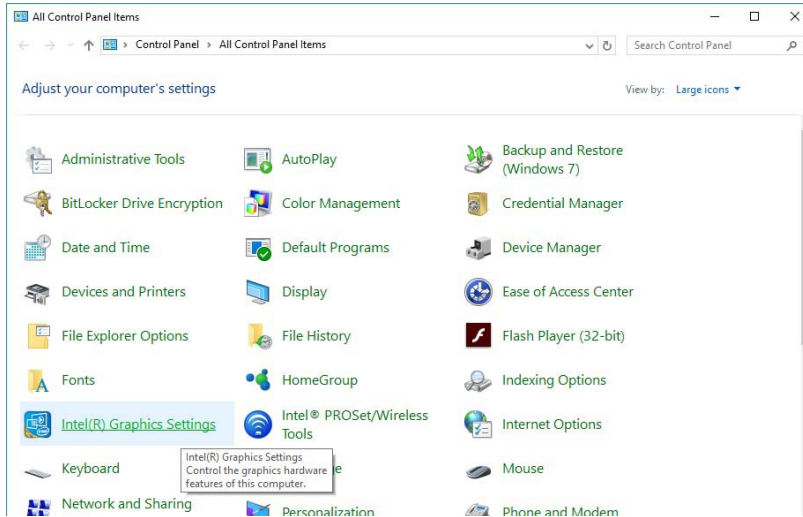 All Control Panel Items
Control Panel > All Control Panel Items
Search Control Panel
Adjust your computer's settings
View by: Large icons
Administrative Tools
AutoPlay
Backup and Restore
(Windows 7)
BitLocker Drive Encryption
Color Management
Credential Manager
Date and Time
Default Programs
Device Manager
Devices and Printers
Display
Ease of Access Center
File Explorer Options
File History
Flash Player (32-bit)
Fonts
HomeGroup
Indexing Options
Intel(R) Graphics Settings
Intel® PROSet/Wireless
Tools
Internet Options
Keyboard
Intel(R) Graphics Settings
Control the graphics hardware
features of this computer.
Mouse
Network and Sharing
Personalization
Phone and Modem